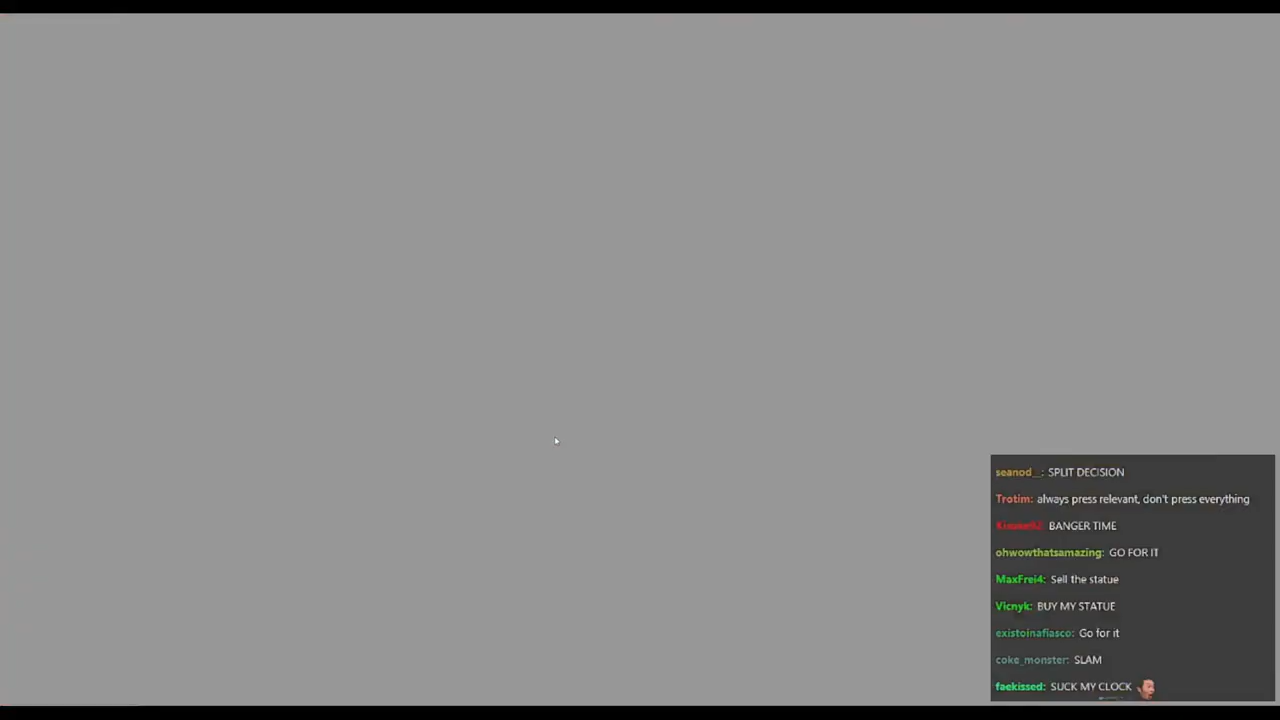 seanod__: SPLIT DECISION
Trotim: always press relevant, don't press everything
BANGER TIME
ohwowthatsamazing: GO FOR IT
MaxFrei4: Sell the statue
Vicnyk: BUY MY STATUE
existoinafiasco: Go for it
coke_monster: SLAM
faekissed: SUCK MY CLOCK